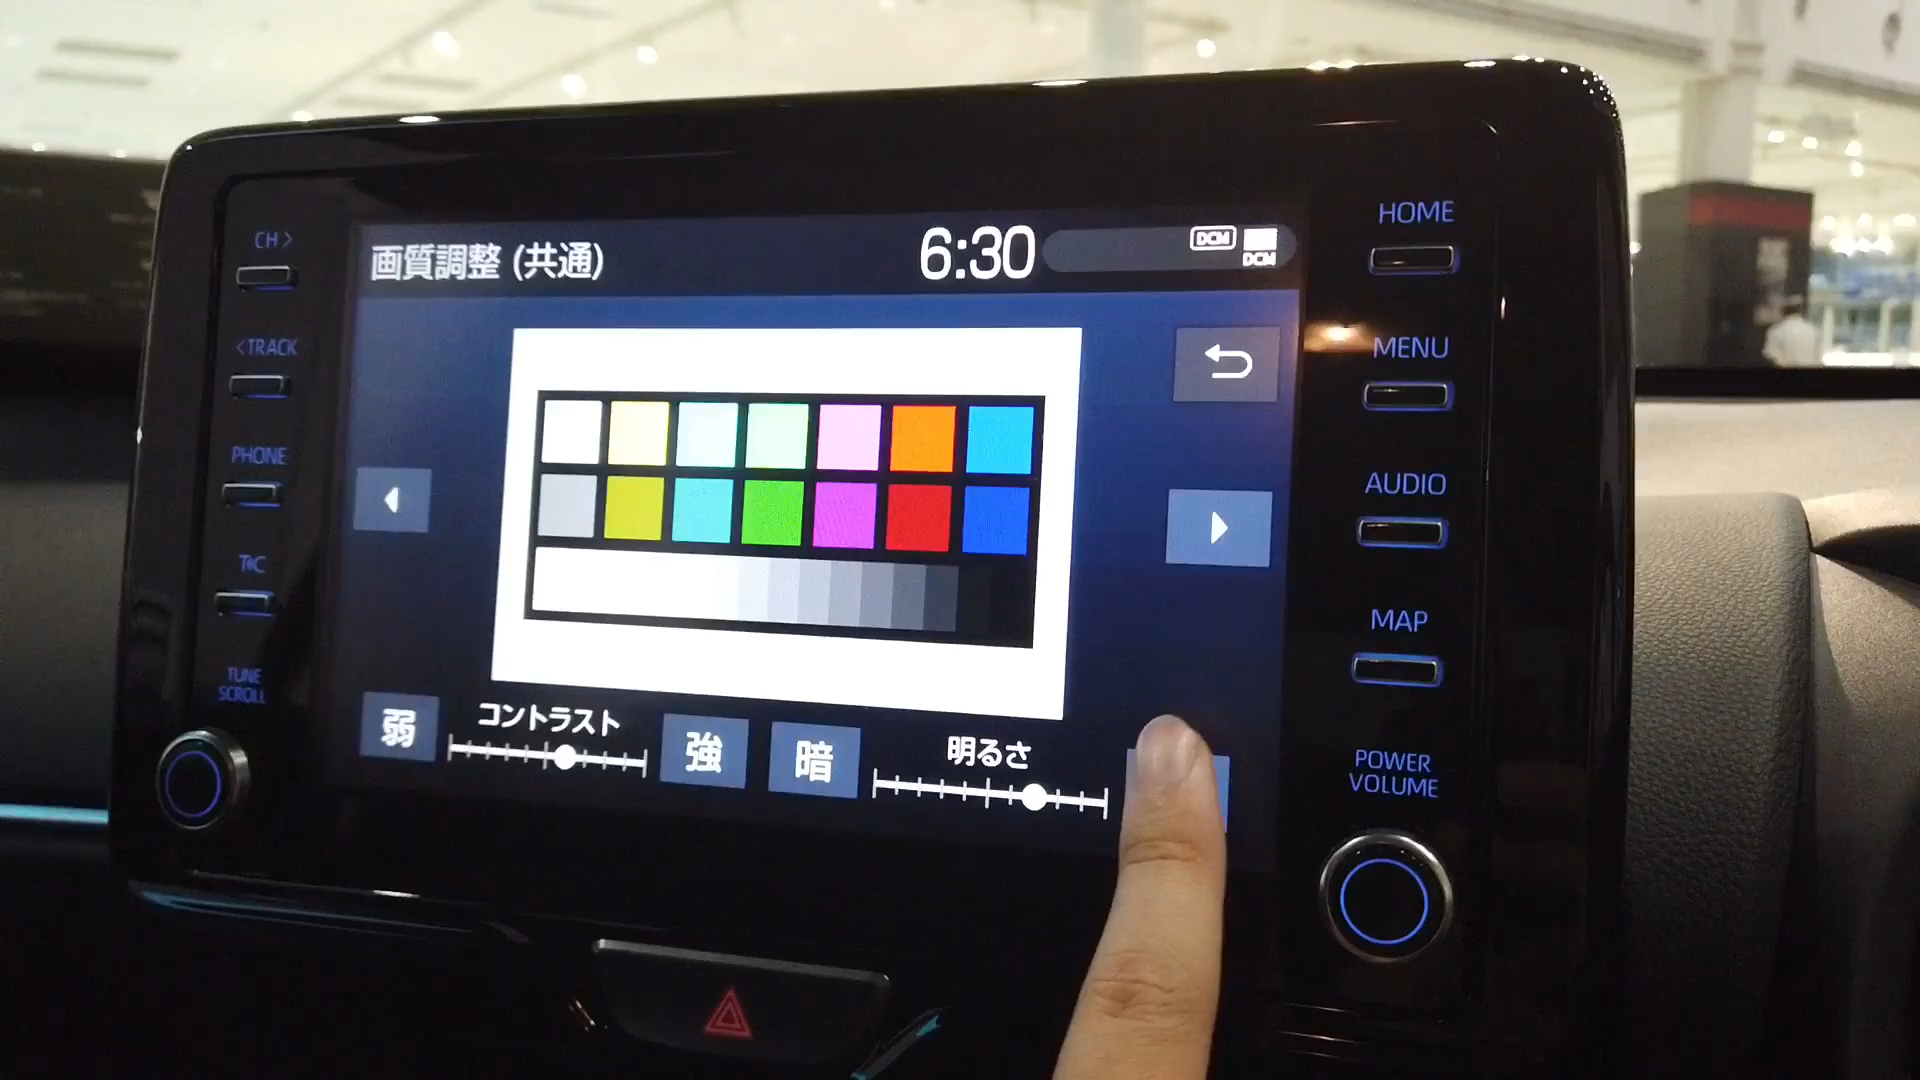 CH>
<TRACK
PHONE
TUNE
SCROLL
画質調整 (共通)
6:30
DCM
DCM
コントラスト
弱
強
明るさ
暗
HOME
MENU
AUDIO
MAP
POWER
VOLUME